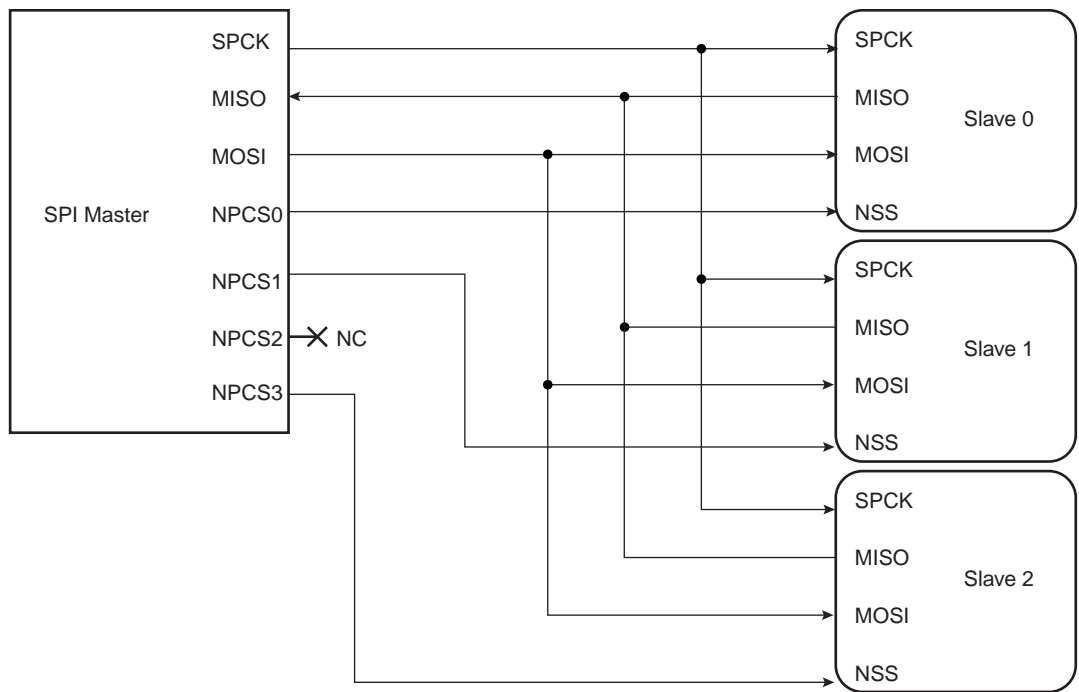 SPI Master
SPCK
MISO
MOSI
NPCS0
NPCS1
NPCS2
NC
NPCS3
SPCK
MISO
Slave 0
MOSI
NSS
SPCK
MISO
Slave 1
MOSI
NSS
SPCK
MISO
Slave 2
MOSI
NSS